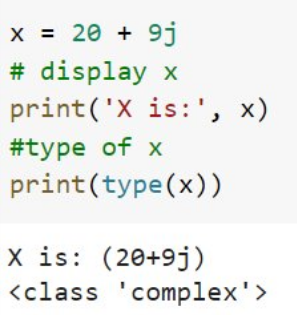 x = 20 + 9j
# display x
print('X is:', x)
#type of x
print(type(x))
X is: (20+9j)
<class 'complex'>